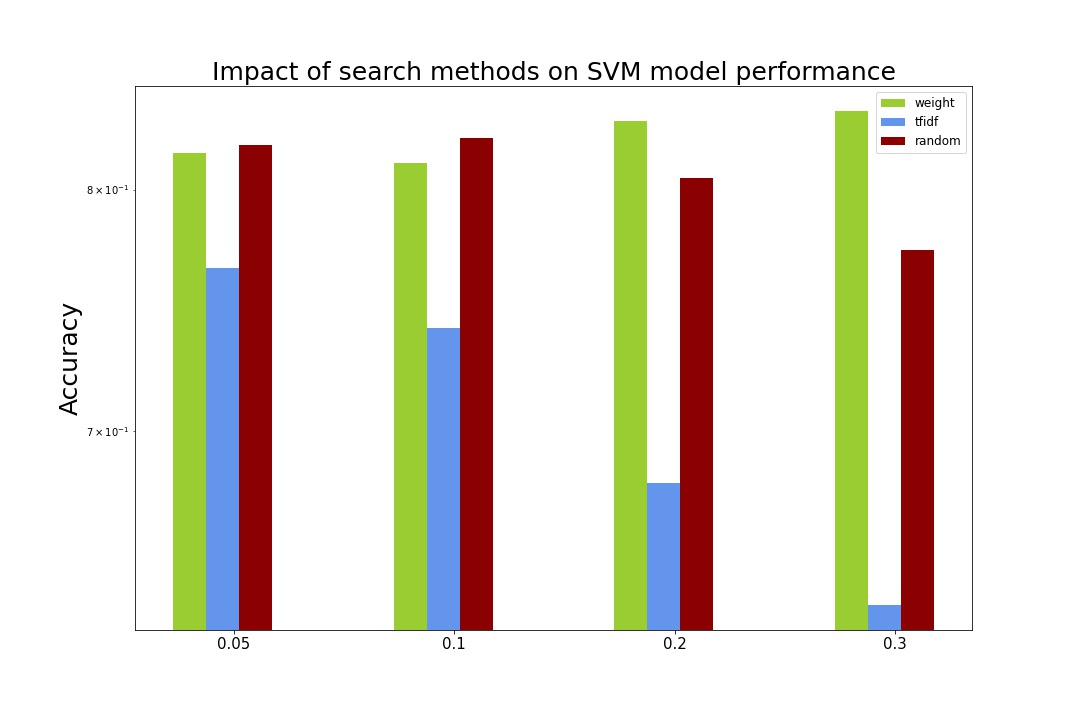 Impact of search methods on SVM model performance
weight
tfidf
random
8 × 10⁻¹
7 × 10⁻¹
Accuracy
0.05 0.1 0.2 0.3